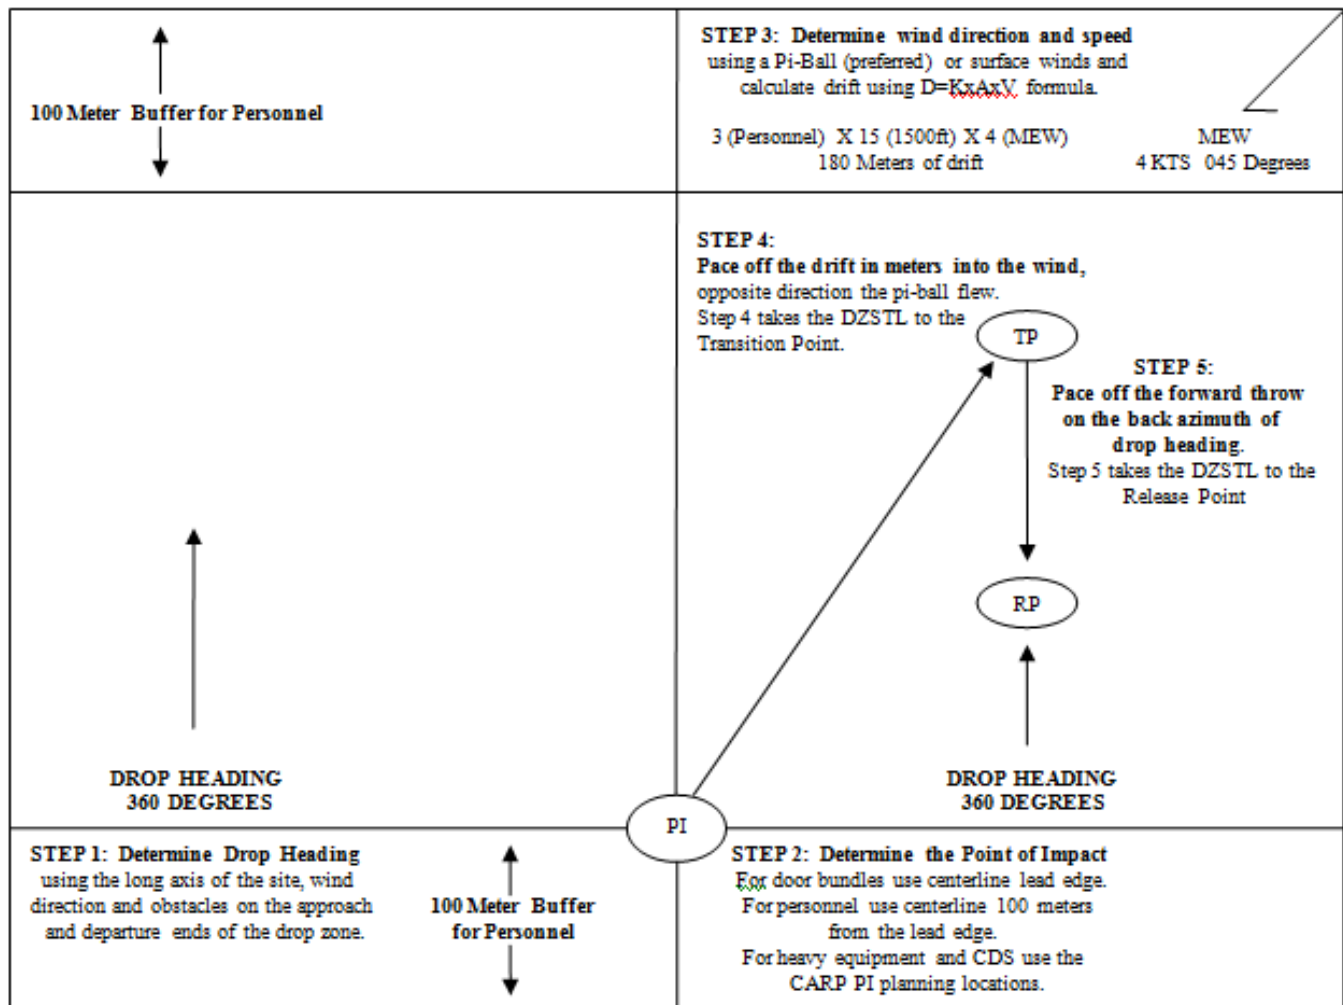 100 Meter Buffer for Personnel
STEP 3: Determine wind direction and speed
using a Pi-Ball (preferred) or surface winds and
calculate drift using D=KxAxV formula.
3 (Personnel) X 15 (1500ft) X 4 (MEW)
180 Meters of drift
MEW
4 KTS 045 Degrees
STEP 4:
Pace off the drift in meters into the wind,
opposite direction the pi-ball flew.
Step 4 takes the DZSTL to the
Transition Point.
TP
STEP 5:
Pace off the forward throw
on the back azimuth of
drop heading.
Step 5 takes the DZSTL to the
Release Point
RP
DROP HEADING
360 DEGREES
DROP HEADING
360 DEGREES
PI
STEP 1: Determine Drop Heading
using the long axis of the site, wind
direction and obstacles on the approach
and departure ends of the drop zone.
100 Meter Buffer
for Personnel
STEP 2: Determine the Point of Impact
For door bundles use centerline lead edge.
For personnel use centerline 100 meters
from the lead edge.
For heavy equipment and CDS use the
CARP PI planning locations.